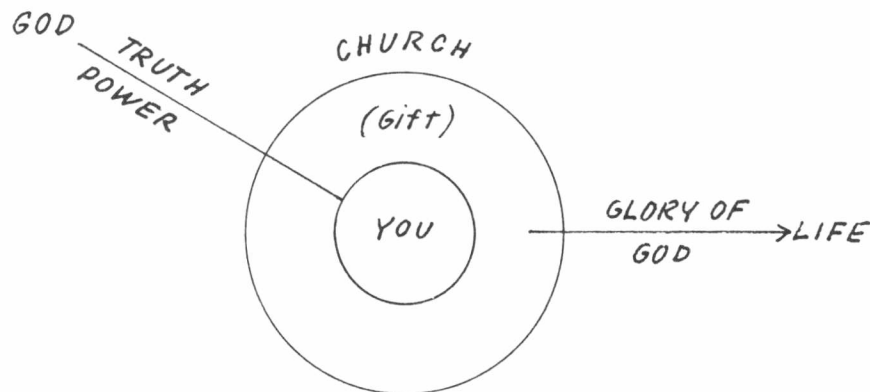 GOD
TRUTH
POWER
CHURCH
(Gift)
YOU
GLORY OF
GOD
LIFE